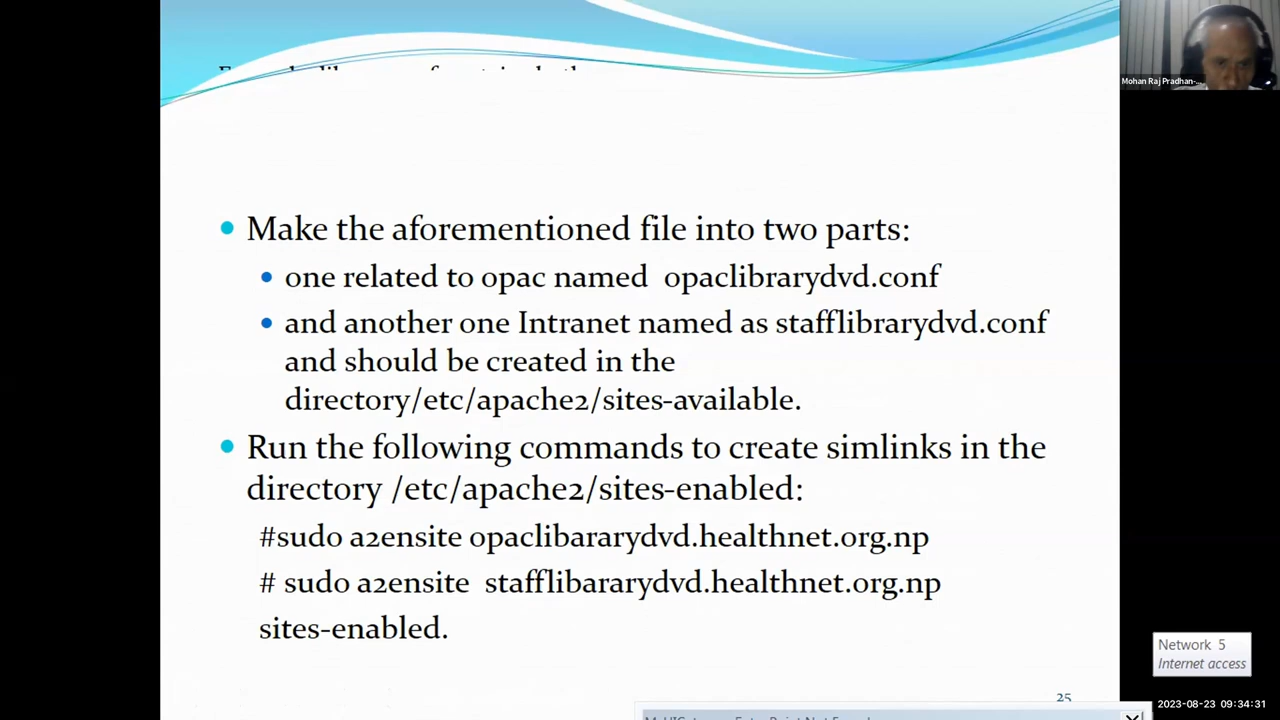 Mohan Raj Pradhan-...
Make the aforementioned file into two parts:
one related to opac named opaclibrarydvd.conf
and another one Intranet named as stafflibrarydvd.conf
and should be created in the
directory/etc/apache2/sites-available.
Run the following commands to create simlinks in the
directory /etc/apache2/sites-enabled:
#sudo a2ensite opaclibararydvd.healthnet.org.np
# sudo a2ensite stafflibararydvd.healthnet.org.np
sites-enabled.
Network 5
Internet access
25
2023-08-23 09:34:31